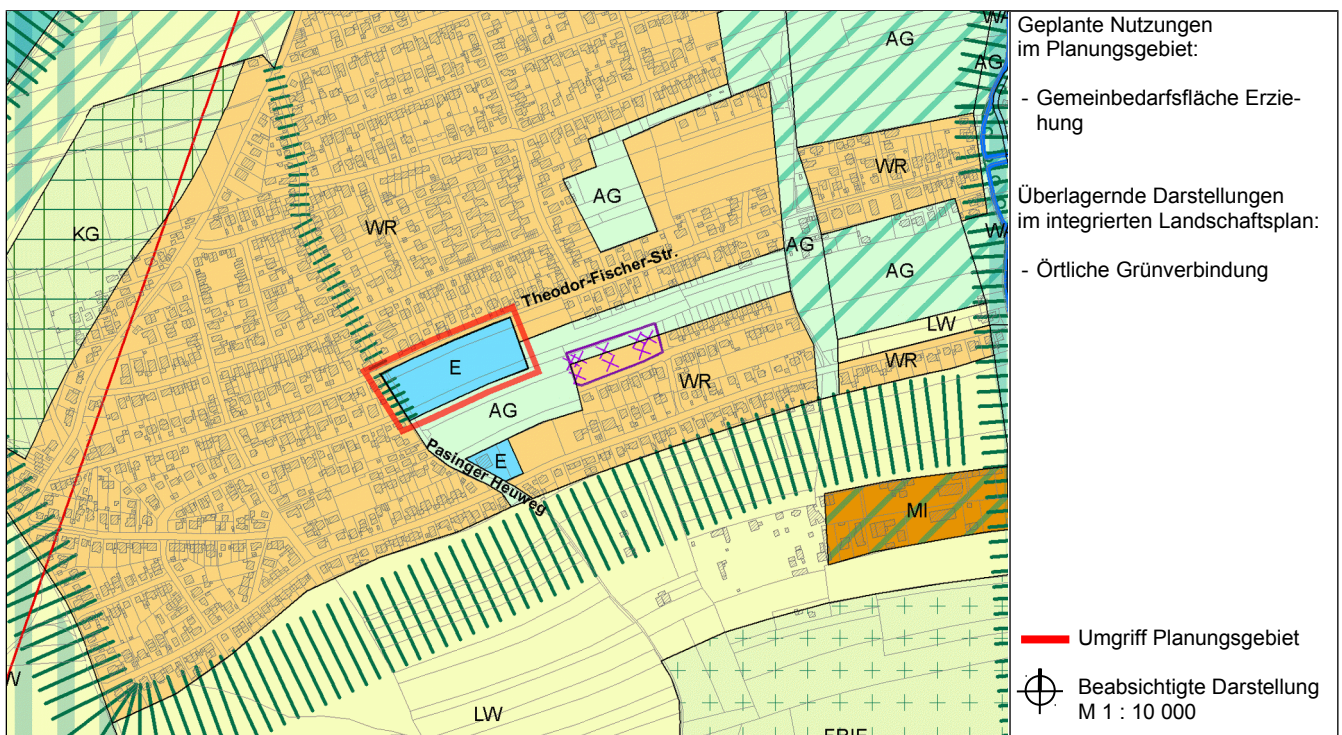 WA
AG
AG
KG
WR
AG
WR
WA
AG
AG
Theodor-Fischer-Str.
LW
WR
E
WR
AG
E
Pasinger Heuweg
MI
W
LW
Geplante Nutzungen
im Planungsgebiet:
- Gemeinbedarfsfläche Erzie-
hung
Überlagernde Darstellungen
im integrierten Landschaftsplan:
- Örtliche Grünverbindung
Umgriff Planungsgebiet
Beabsichtigte Darstellung
M 1 : 10 000